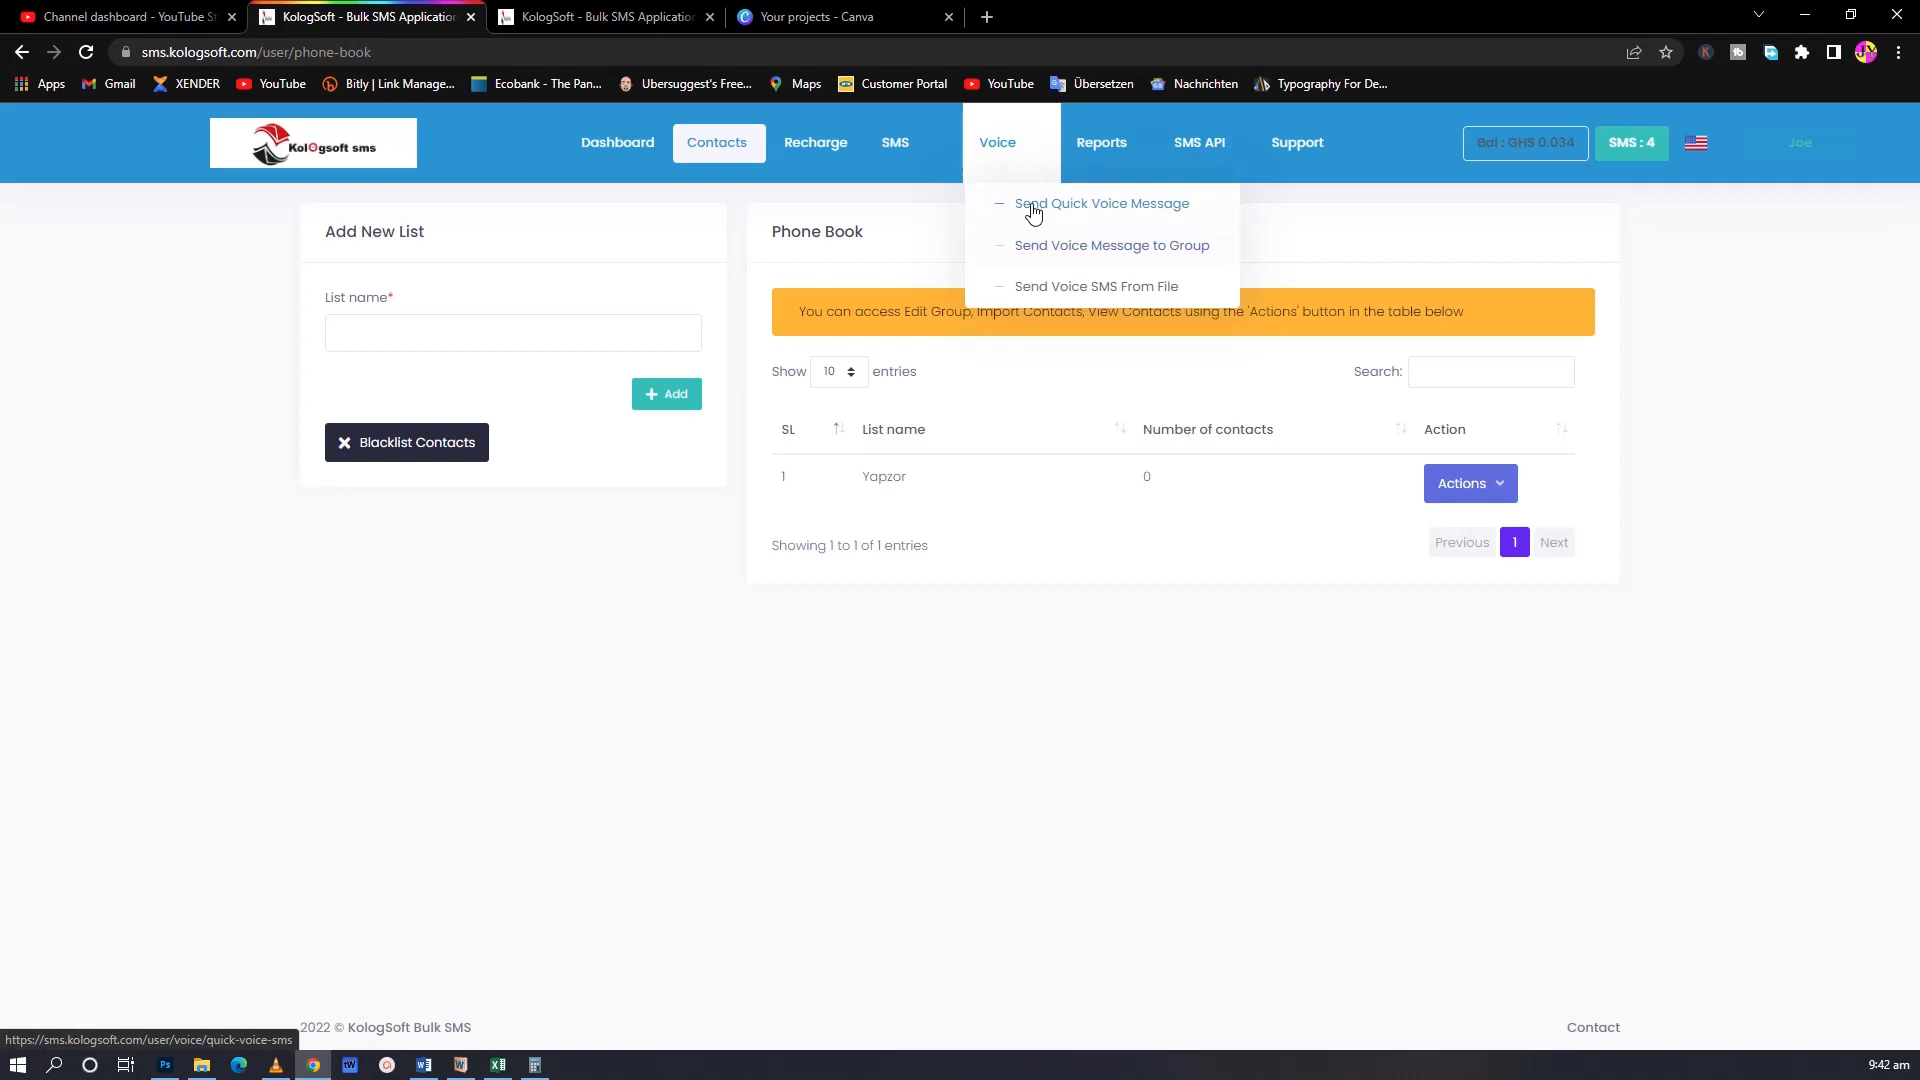 Channel dashboard - YouTube St
KologSoft - Bulk SMS Application
KologSoft - Bulk SMS Application
Your projects - Canva
sms.kologsoft.com/user/phone-book
Apps
Gmail
XENDER
YouTube
Bitly | Link Manage...
Ecobank - The Pan...
Ubersuggest's Free...
Maps
Customer Portal
YouTube
Übersetzen
Nachrichten
Typography For De...
KolOgsoft sms
Dashboard
Contacts
Recharge
SMS
Voice
Reports
SMS API
Support
Bal : GHS 0.034
SMS : 4
Joe
Send Quick Voice Message
Send Voice Message to Group
Send Voice SMS From File
Add New List
List name*
+ Add
Blacklist Contacts
Phone Book
You can access Edit Group, Import Contacts, View Contacts using the 'Actions' button in the table below
Show 10 entries
Search:
SL
List name
Number of contacts
Action
1
Yapzor
0
Actions
Showing 1 to 1 of 1 entries
Previous
1
Next
2022 © KologSoft Bulk SMS
Contact
https://sms.kologsoft.com/user/voice/quick-voice-sms
9:42 am